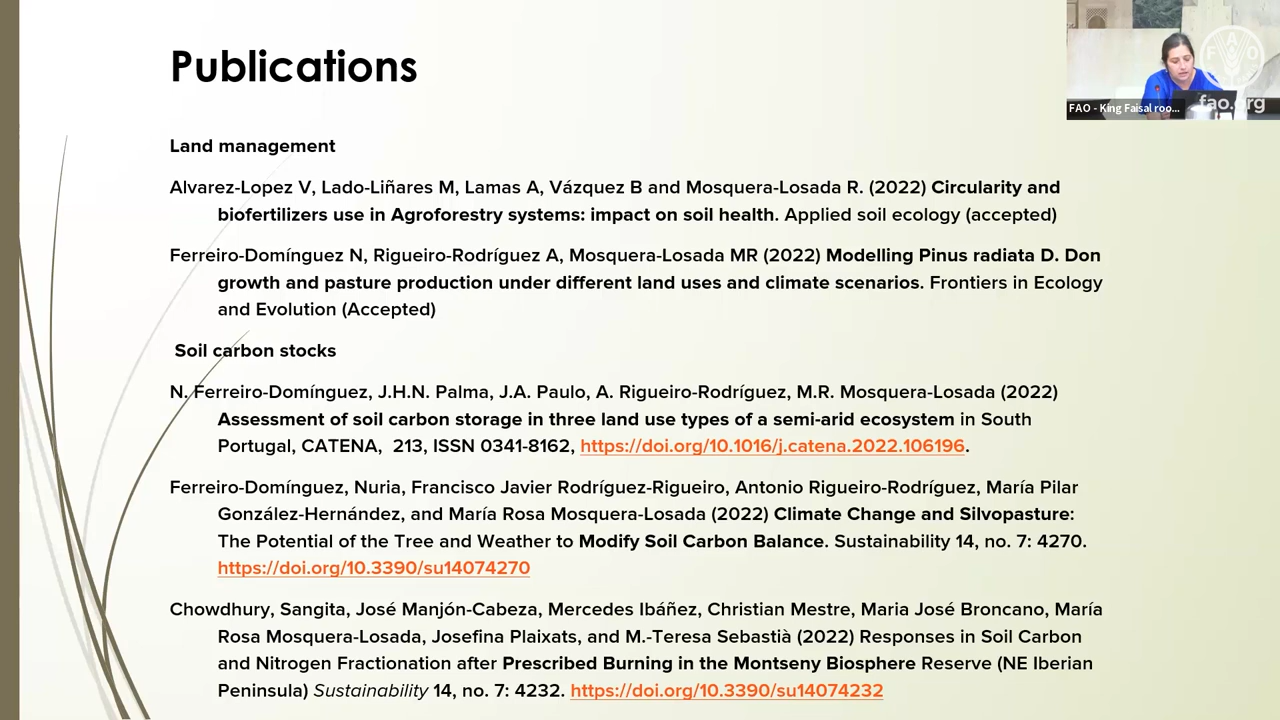 Publications
FAO
fao.org
FAO - King Faisal roo...
Land management
Alvarez-Lopez V, Lado-Liñares M, Lamas A, Vázquez B and Mosquera-Losada R. (2022) Circularity and
biofertilizers use in Agroforestry systems: impact on soil health. Applied soil ecology (accepted)
Ferreiro-Domínguez N, Rigueiro-Rodríguez A, Mosquera-Losada MR (2022) Modelling Pinus radiata D. Don
growth and pasture production under different land uses and climate scenarios. Frontiers in Ecology
and Evolution (Accepted)
Soil carbon stocks
N. Ferreiro-Domínguez, J.H.N. Palma, J.A. Paulo, A. Rigueiro-Rodríguez, M.R. Mosquera-Losada (2022)
Assessment of soil carbon storage in three land use types of a semi-arid ecosystem in South
Portugal, CATENA, 213, ISSN 0341-8162, https://doi.org/10.1016/j.catena.2022.106196.
Ferreiro-Domínguez, Nuria, Francisco Javier Rodríguez-Rigueiro, Antonio Rigueiro-Rodríguez, María Pilar
González-Hernández, and María Rosa Mosquera-Losada (2022) Climate Change and Silvopasture:
The Potential of the Tree and Weather to Modify Soil Carbon Balance. Sustainability 14, no. 7: 4270.
https://doi.org/10.3390/su14074270
Chowdhury, Sangita, José Manjón-Cabeza, Mercedes Ibáñez, Christian Mestre, Maria José Broncano, María
Rosa Mosquera-Losada, Josefina Plaixats, and M.-Teresa Sebastià (2022) Responses in Soil Carbon
and Nitrogen Fractionation after Prescribed Burning in the Montseny Biosphere Reserve (NE Iberian
Peninsula) Sustainability 14, no. 7: 4232. https://doi.org/10.3390/su14074232